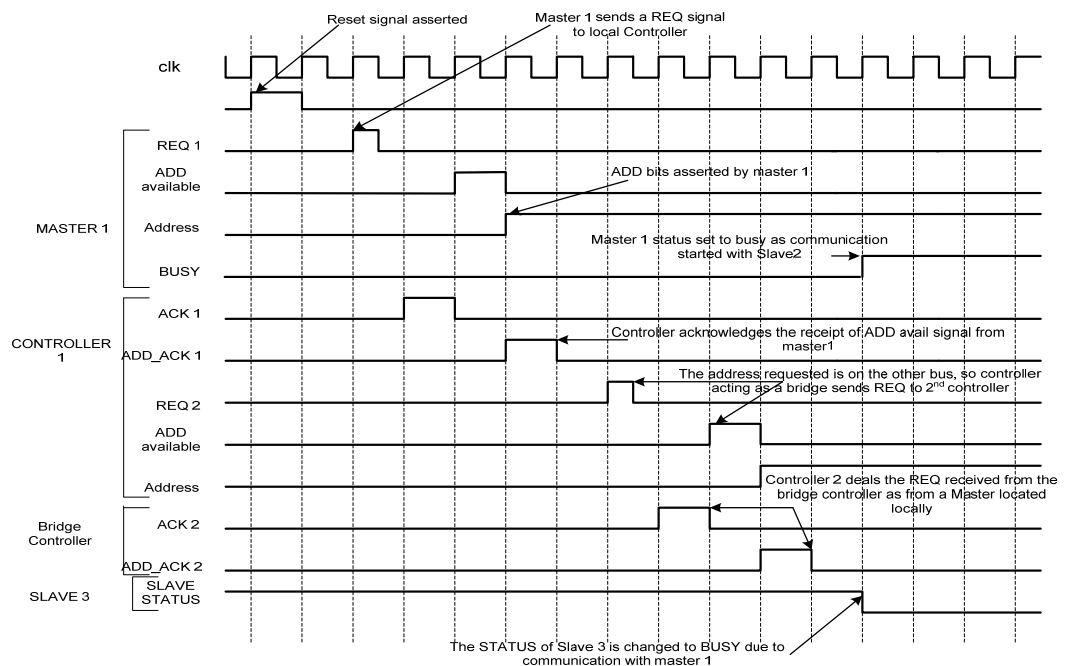 Reset signal asserted
Master 1 sends a REQ signal
to local Controller
clk
REQ 1
ADD
available
ADD bits asserted by master 1
MASTER 1
Address
Master 1 status set to busy as communication
started with Slave2
BUSY
ACK 1
CONTROLLER
1
ADD_ACK 1
Controller acknowledges the receipt of ADD avail signal from
master1
The address requested is on the other bus, so controller
acting as a bridge sends REQ to 2nd controller
REQ 2
ADD
available
Address
Controller 2 deals the REQ received from the
bridge controller as from a Master located
locally
Bridge
Controller
ACK 2
ADD_ACK 2
SLAVE 3
SLAVE
STATUS
The STATUS of Slave 3 is changed to BUSY due to
communication with master 1